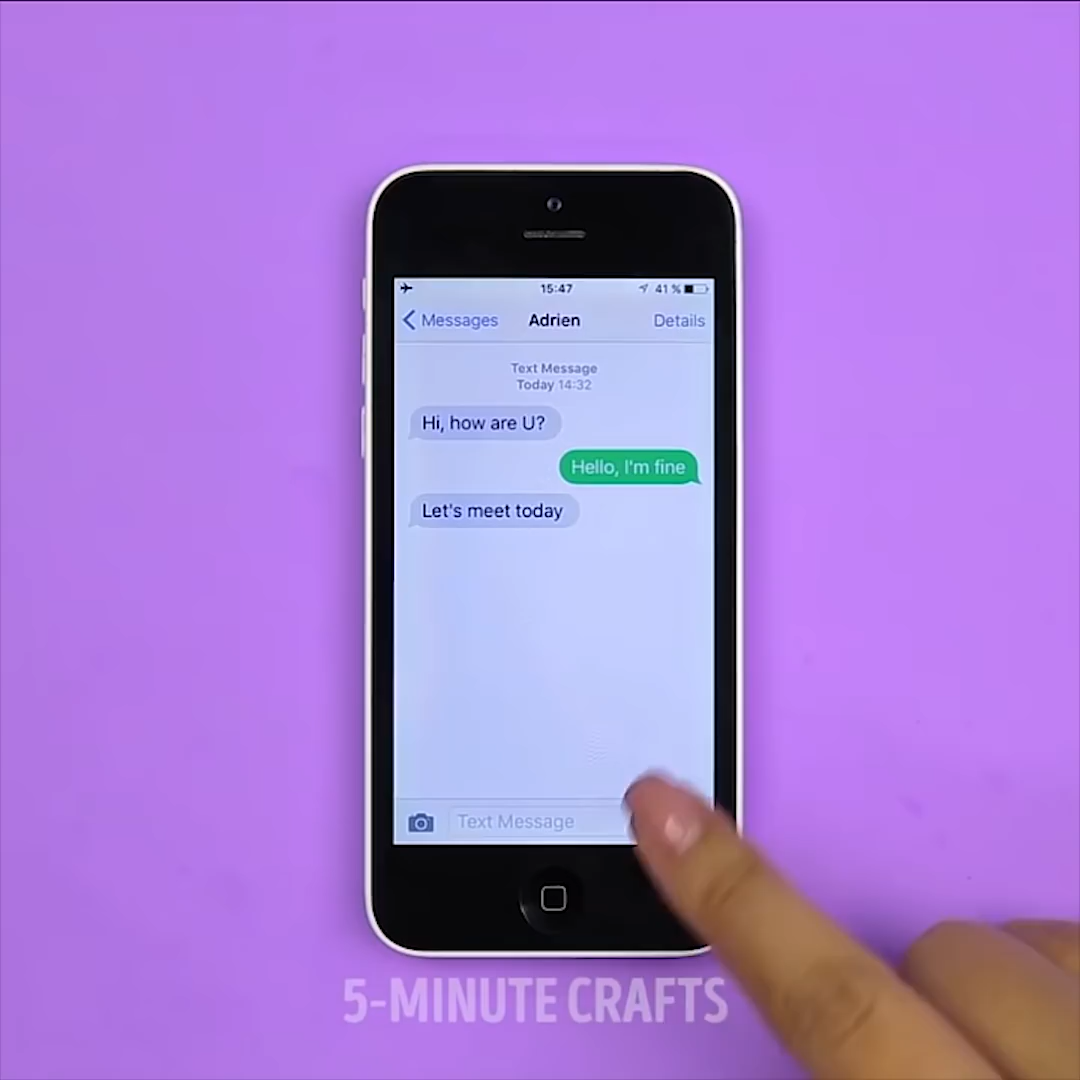 15:47
41 %
Messages
Adrien
Details
Text Message
Today 14:32
Hi, how are U?
Hello, I'm fine
Let's meet today
Text Message
5-MINUTE CRAFTS